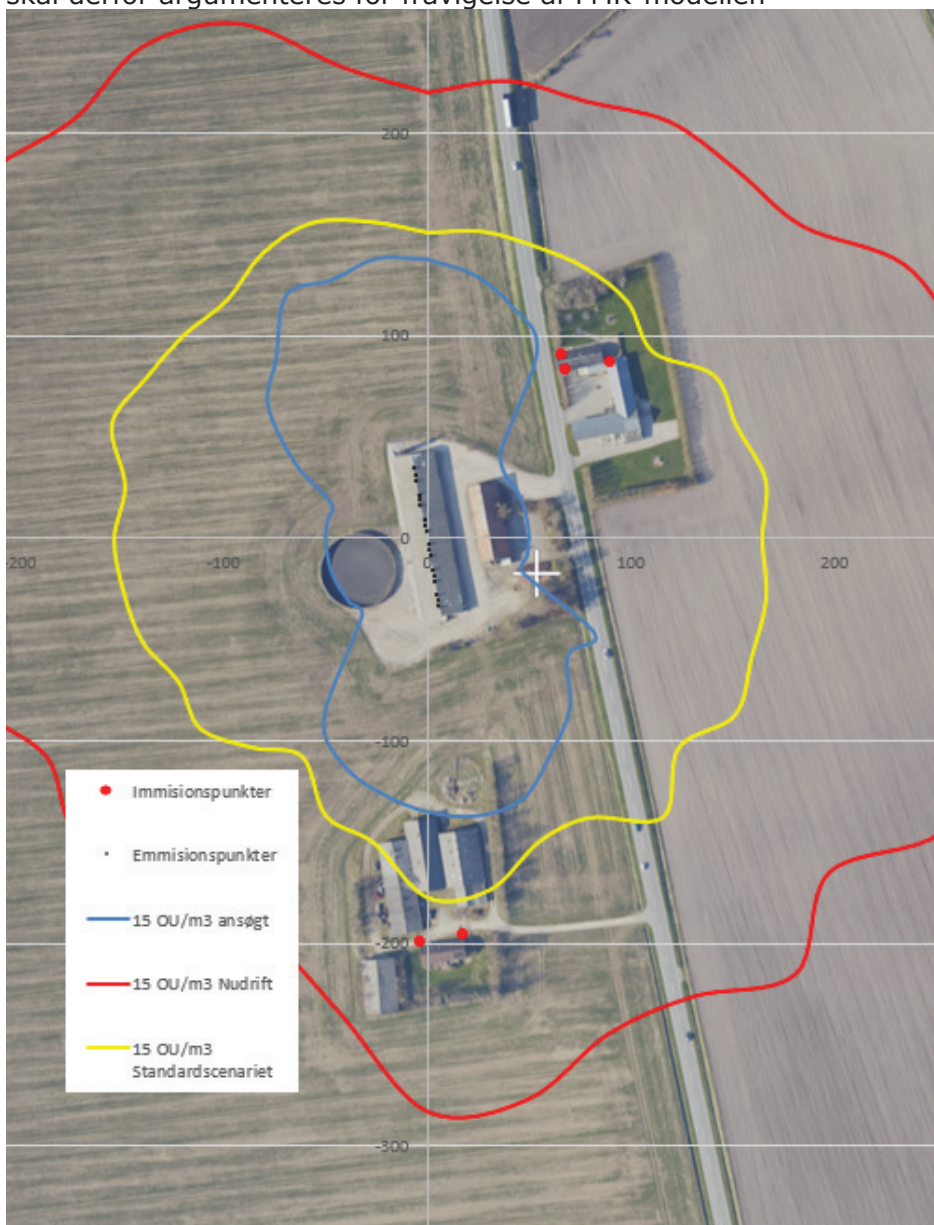 skal derfor argumenteres for fravigelse af FMK-modellen
200
100
0
-200
-100
100
200
-100
Immisionspunkter
Emmisionspunkter
15 OU/m3 ansøgt
-200
15 OU/m3 Nudrift
15 OU/m3
Standardscenariet
-300